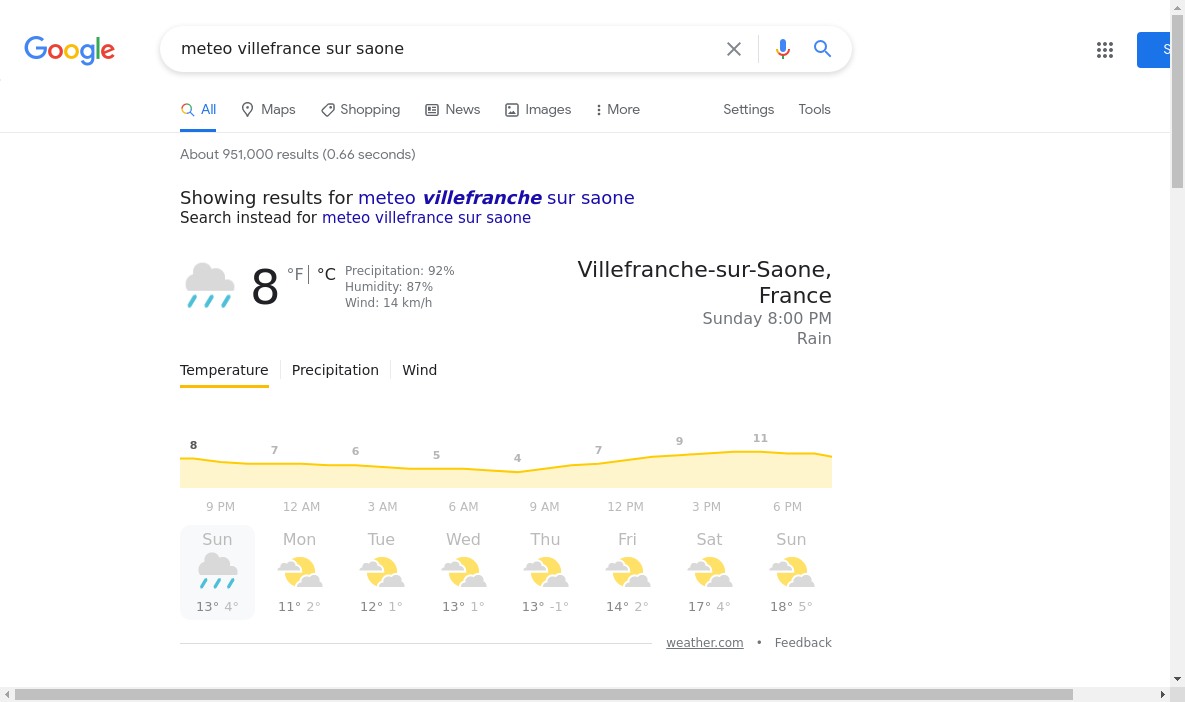 Google
meteo villefrance sur saone
All
Maps
Shopping
News
Images
More
Settings
Tools
About 951,000 results (0.66 seconds)
Showing results for meteo villefranche sur saone
Search instead for meteo villefrance sur saone
8 °F °C
Precipitation: 92%
Humidity: 87%
Wind: 14 km/h
Villefranche-sur-Saone,
France
Sunday 8:00 PM
Rain
Temperature Precipitation Wind
8 7 6 5 4 7 9 11
9 PM 12 AM 3 AM 6 AM 9 AM 12 PM 3 PM 6 PM
Sun Mon Tue Wed Thu Fri Sat Sun
13° 4° 11° 2° 12° 1° 13° 1° 13° -1° 14° 2° 17° 4° 18° 5°
weather.com • Feedback